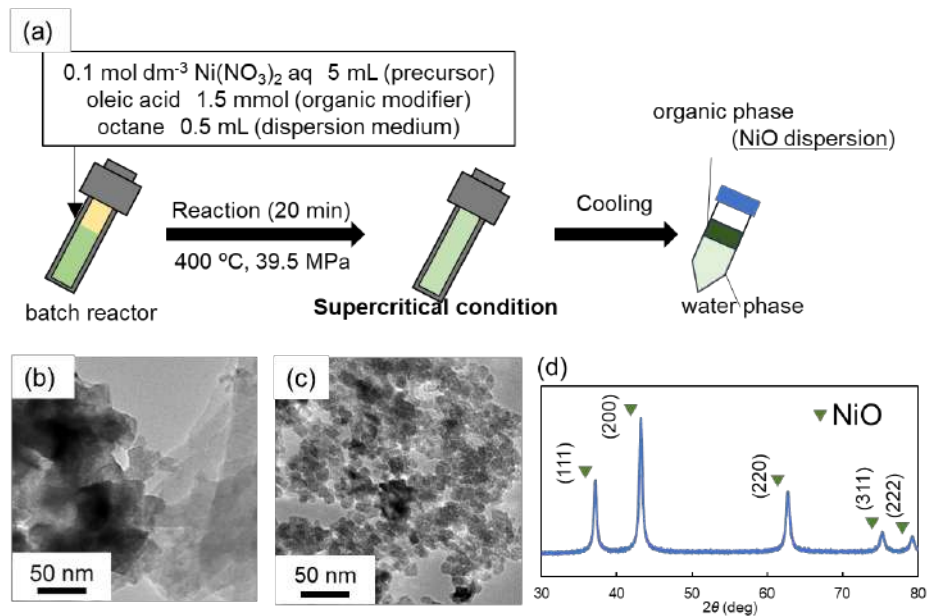 (a)
0.1 mol dm⁻³ Ni(NO₃)₂ aq 5 mL (precursor)
oleic acid 1.5 mmol (organic modifier)
octane 0.5 mL (dispersion medium)
organic phase
(NiO dispersion)
Reaction (20 min)
400 ºC, 39.5 MPa
Cooling
batch reactor
Supercritical condition
water phase
(b)
50 nm
(c)
50 nm
(d)
NiO
(111)
(200)
(220)
(311)
(222)
30 40 50 60 70 80
2θ (deg)